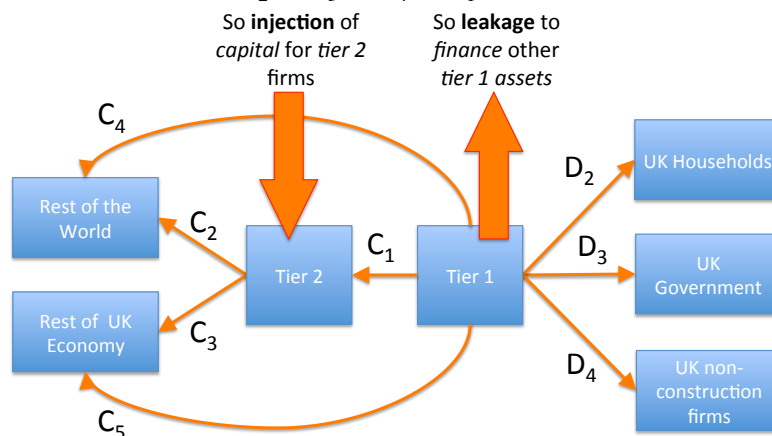 So injection of
capital for tier 2
firms
So leakage to
finance other
tier 1 assets
C4
D2
UK Households
Rest of the
World
C2
C1
D3
Tier 2
Tier 1
UK
Government
Rest of UK
Economy
C3
D4
UK non-
construction
firms
C5